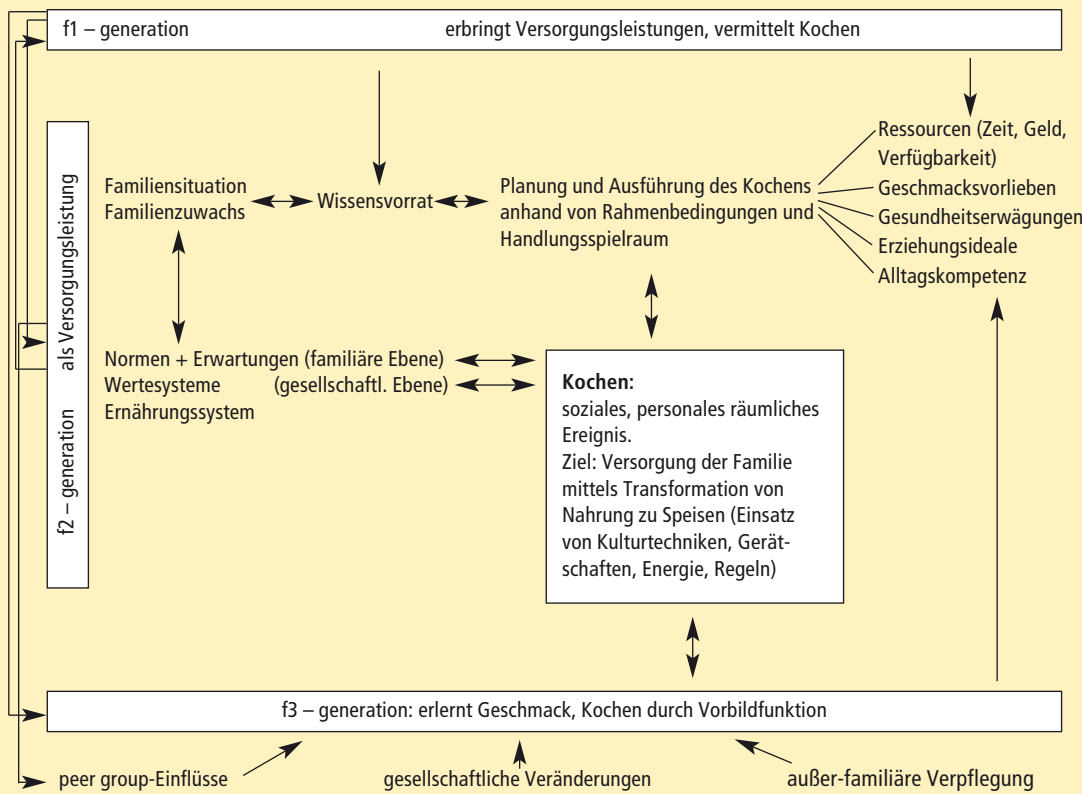 f1 – generation erbringt Versorgungsleistungen, vermittelt Kochen
Ressourcen (Zeit, Geld,
Verfügbarkeit)
Geschmacksvorlieben
Gesundheitserwägungen
Erziehungsideale
Alltagskompetenz
Familiensituation
Familienzuwachs
Wissensvorrat
Planung und Ausführung des Kochens
anhand von Rahmenbedingungen und
Handlungsspielraum
f2 – generation als Versorgungsleistung
Normen + Erwartungen (familiäre Ebene)
Wertesysteme (gesellschaftl. Ebene)
Ernährungssystem
Kochen:
soziales, personales räumliches
Ereignis.
Ziel: Versorgung der Familie
mittels Transformation von
Nahrung zu Speisen (Einsatz
von Kulturtechniken, Gerät-
schaften, Energie, Regeln)
f3 – generation: erlernt Geschmack, Kochen durch Vorbildfunktion
peer group-Einflüsse
gesellschaftliche Veränderungen
außer-familiäre Verpflegung